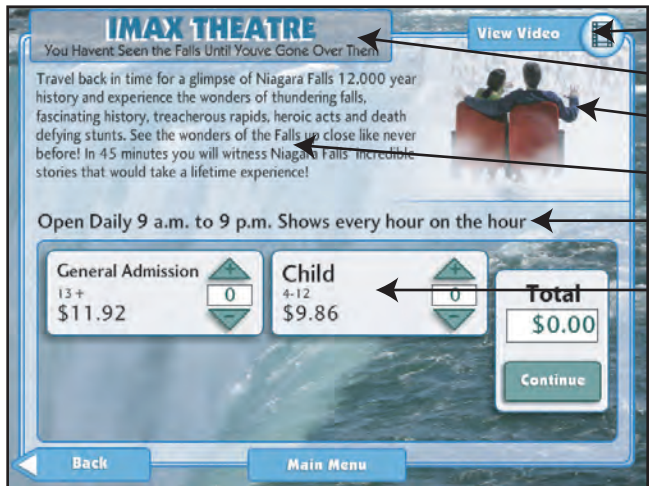 IMAX THEATRE
View Video
You Havent Seen the Falls Until Youve Gone Over Them
Travel back in time for a glimpse of Niagara Falls 12,000 year
history and experience the wonders of thundering falls,
fascinating history, treacherous rapids, heroic acts and death
defying stunts. See the wonders of the Falls up close like never
before! In 45 minutes you will witness Niagara Falls' incredible
stories that would take a lifetime experience!
Open Daily 9 a.m. to 9 p.m. Shows every hour on the hour
General Admission
13 +
$11.92
+
0
−
Child
4-12
$9.86
+
0
−
Total
$0.00
Continue
Back
Main Menu